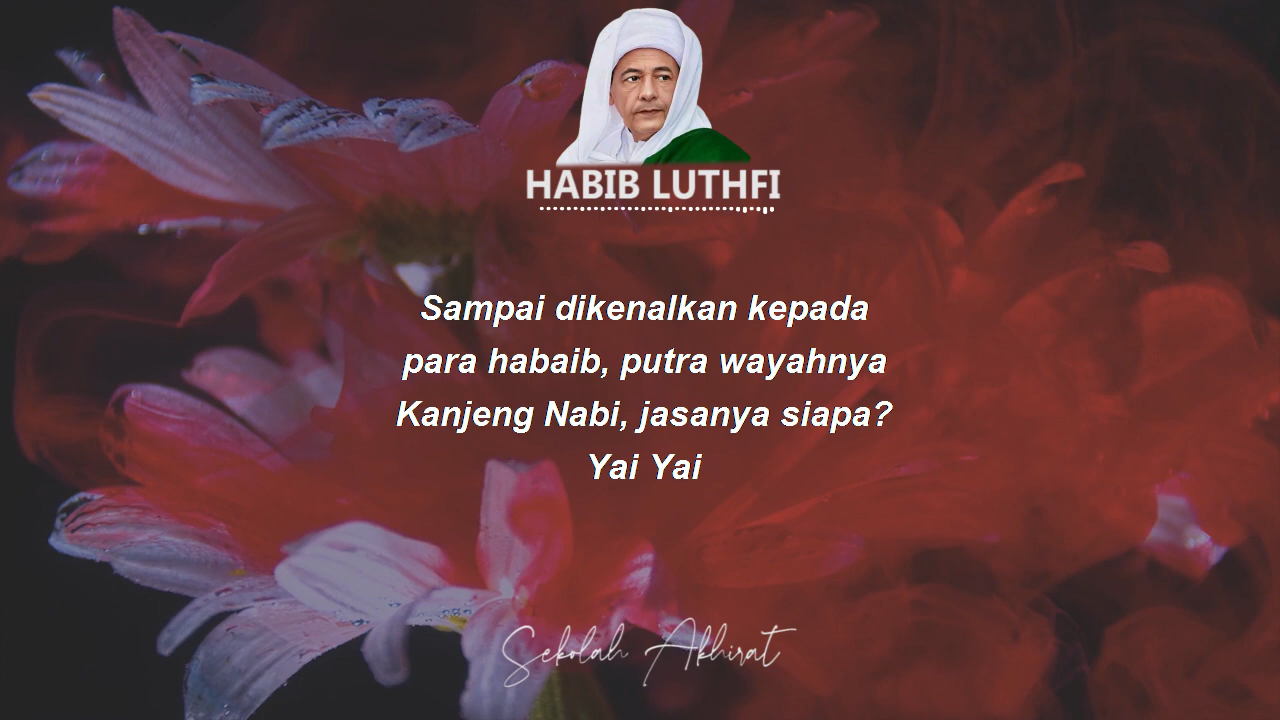 HABIB LUTHFI
Sampai dikenalkan kepada
para habaib, putra wayahnya
Kanjeng Nabi, jasanya siapa?
Yai Yai
Sekolah Akhirat